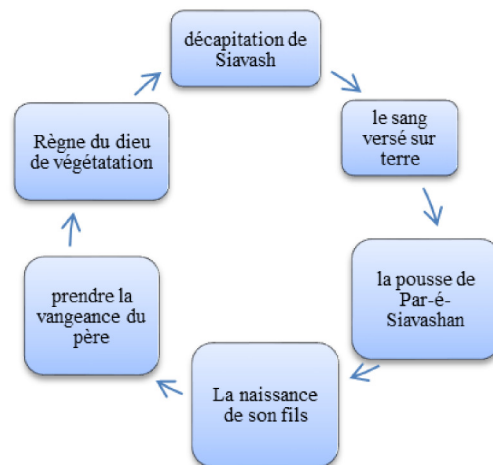 décapitation de
Siavash
le sang
versé sur
terre
la pousse de
Par-é-
Siavashan
La naissance
de son fils
prendre la
vangeance du
père
Règne du dieu
de végétatation